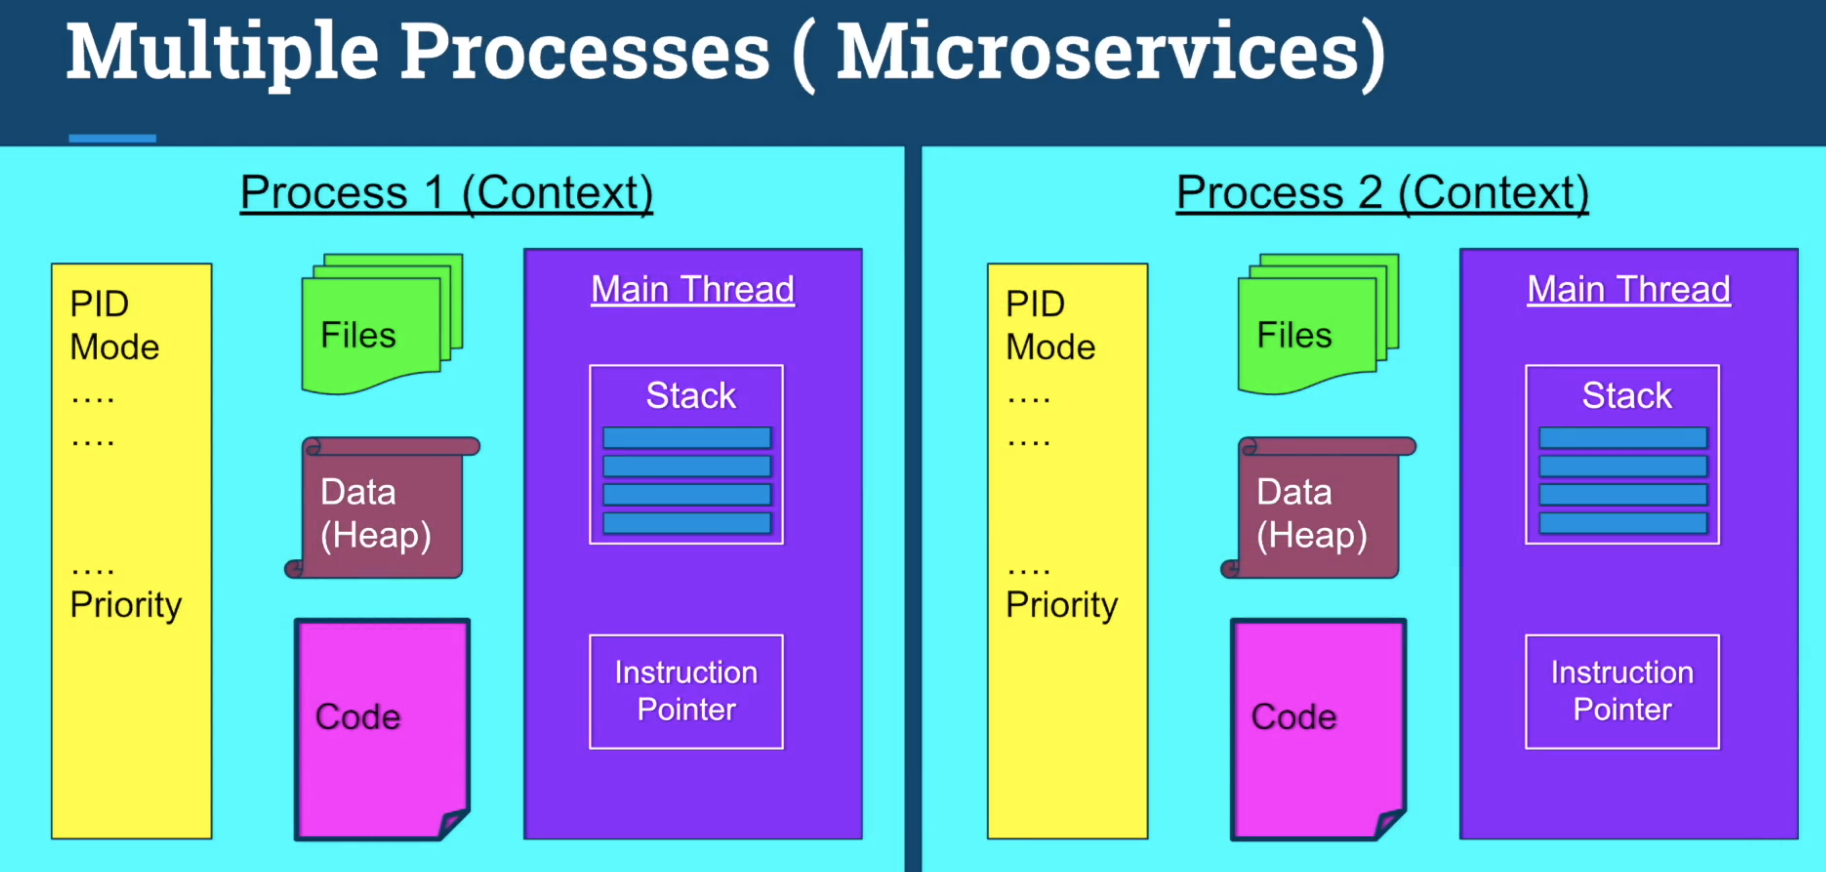 Multiple Processes ( Microservices)
Process 1 (Context)
PID
Mode
....
....
....
Priority
Files
Data
(Heap)
Code
Main Thread
Stack
Instruction
Pointer
Process 2 (Context)
PID
Mode
....
....
....
Priority
Files
Data
(Heap)
Code
Main Thread
Stack
Instruction
Pointer